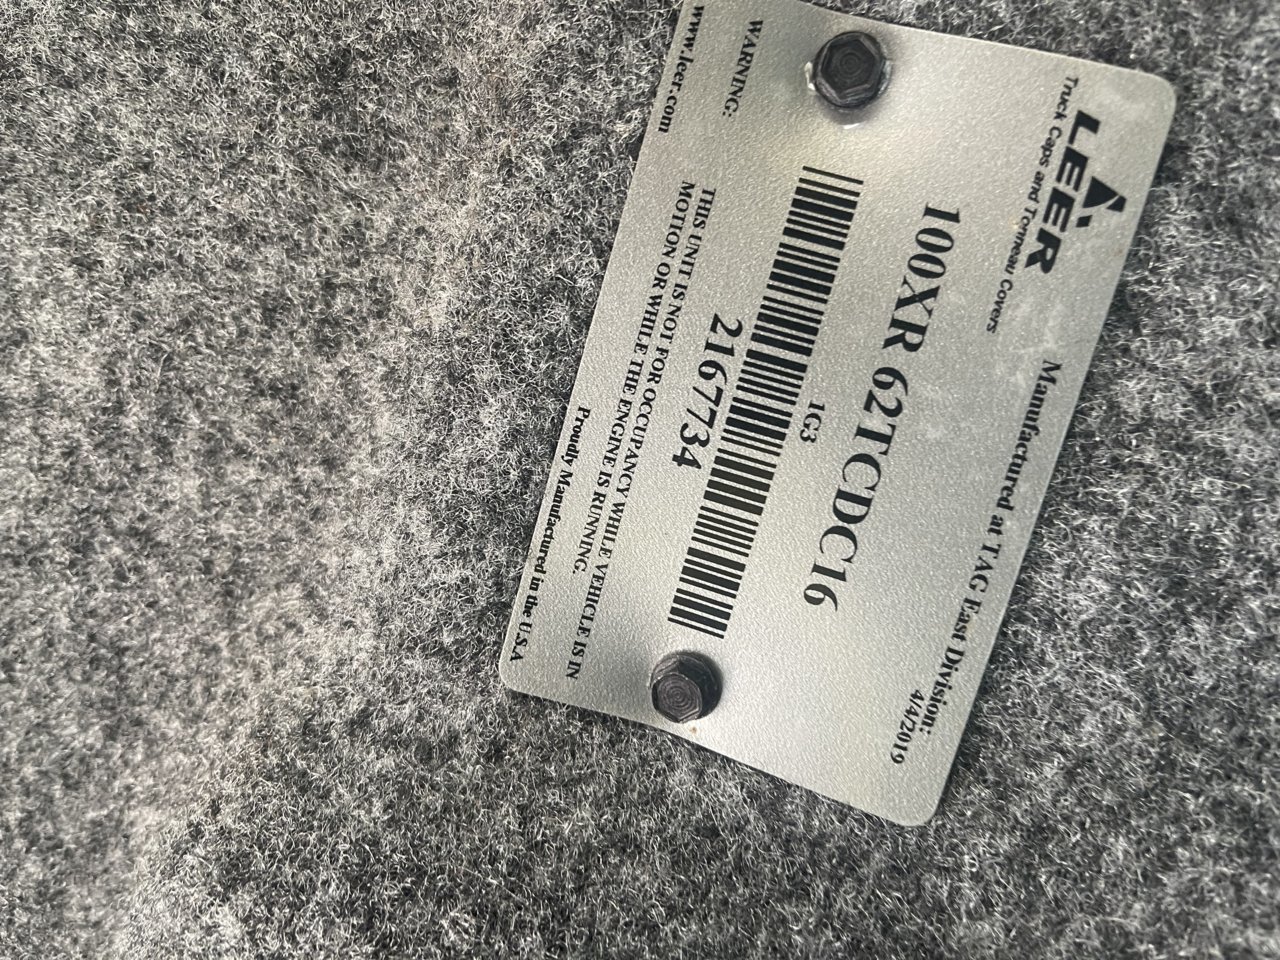 LEER
Truck Caps and Tonneau Covers
Manufactured at TAG East Division:
4/4/2019
100XR 62TCDC16
1G3
2167734
WARNING:
THIS UNIT IS NOT FOR OCCUPANCY WHILE VEHICLE IS IN
MOTION OR WHILE THE ENGINE IS RUNNING.
www.leer.com
Proudly Manufactured in the U.S.A